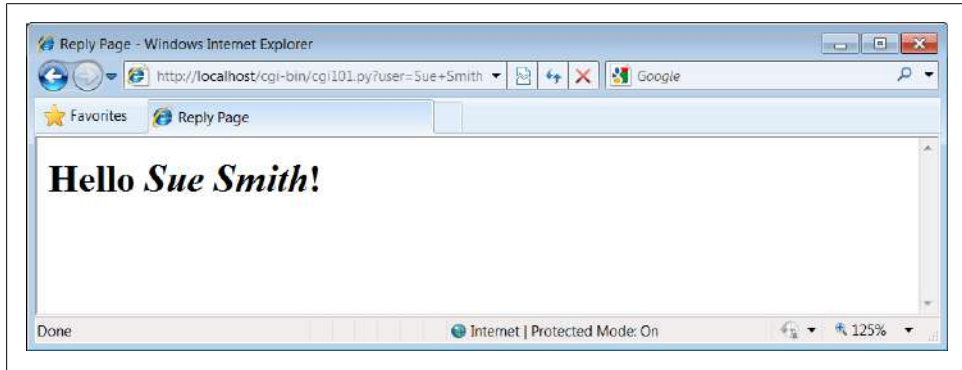 Reply Page - Windows Internet Explorer
http://localhost/cgi-bin/cgi101.py?user=Sue+Smith
Google
Favorites
Reply Page
Hello Sue Smith!
Done
Internet | Protected Mode: On
125%